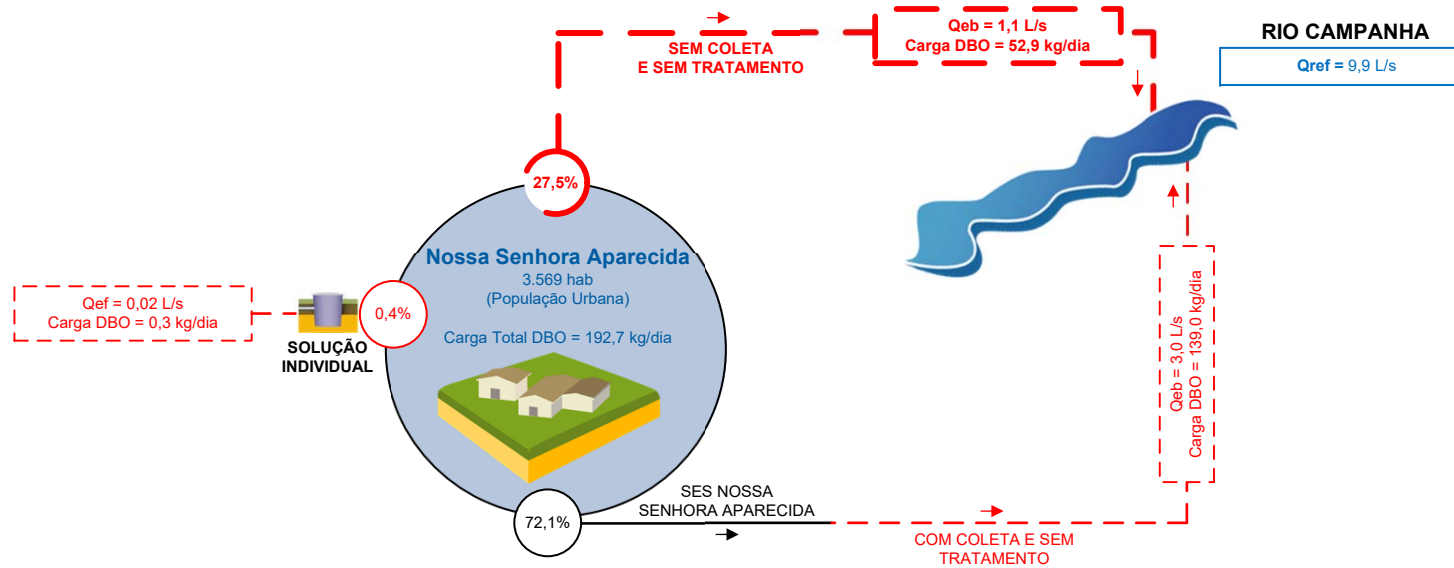 Qeb = 1,1 L/s
Carga DBO = 52,9 kg/dia
SEM COLETA
E SEM TRATAMENTO
RIO CAMPANHA
Qref = 9,9 L/s
27,5%
Nossa Senhora Aparecida
3.569 hab
(População Urbana)
Carga Total DBO = 192,7 kg/dia
Qef = 0,02 L/s
Carga DBO = 0,3 kg/dia
0,4%
SOLUÇÃO
INDIVIDUAL
Qeb = 3,0 L/s
Carga DBO = 139,0 kg/dia
72,1%
SES NOSSA
SENHORA APARECIDA
COM COLETA E SEM
TRATAMENTO